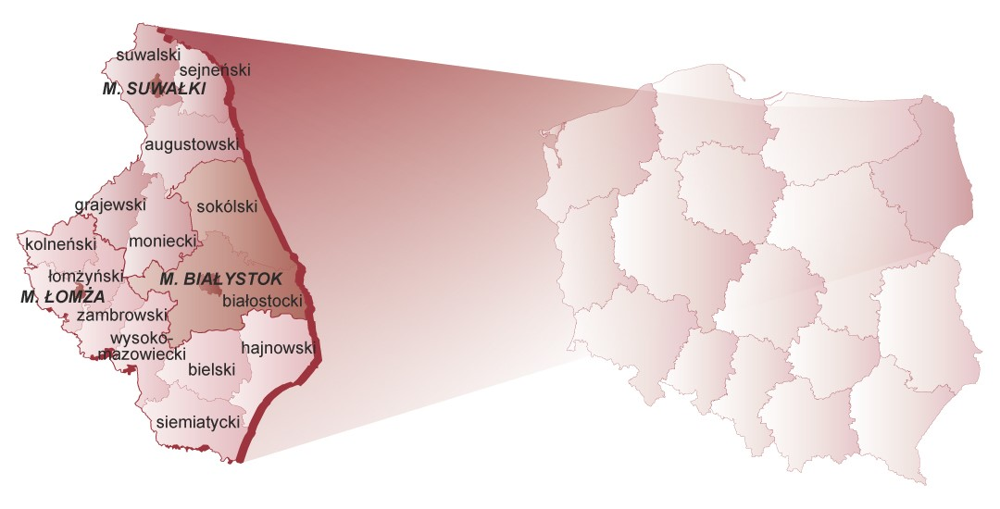 suwalski
sejneński
M. SUWAŁKI
augustowski
grajewski
sokólski
kolneński
moniecki
łomżyński
M. BIAŁYSTOK
M. ŁOMŻA
białostocki
zambrowski
wysoko-
mazowiecki
hajnowski
bielski
siemiatycki